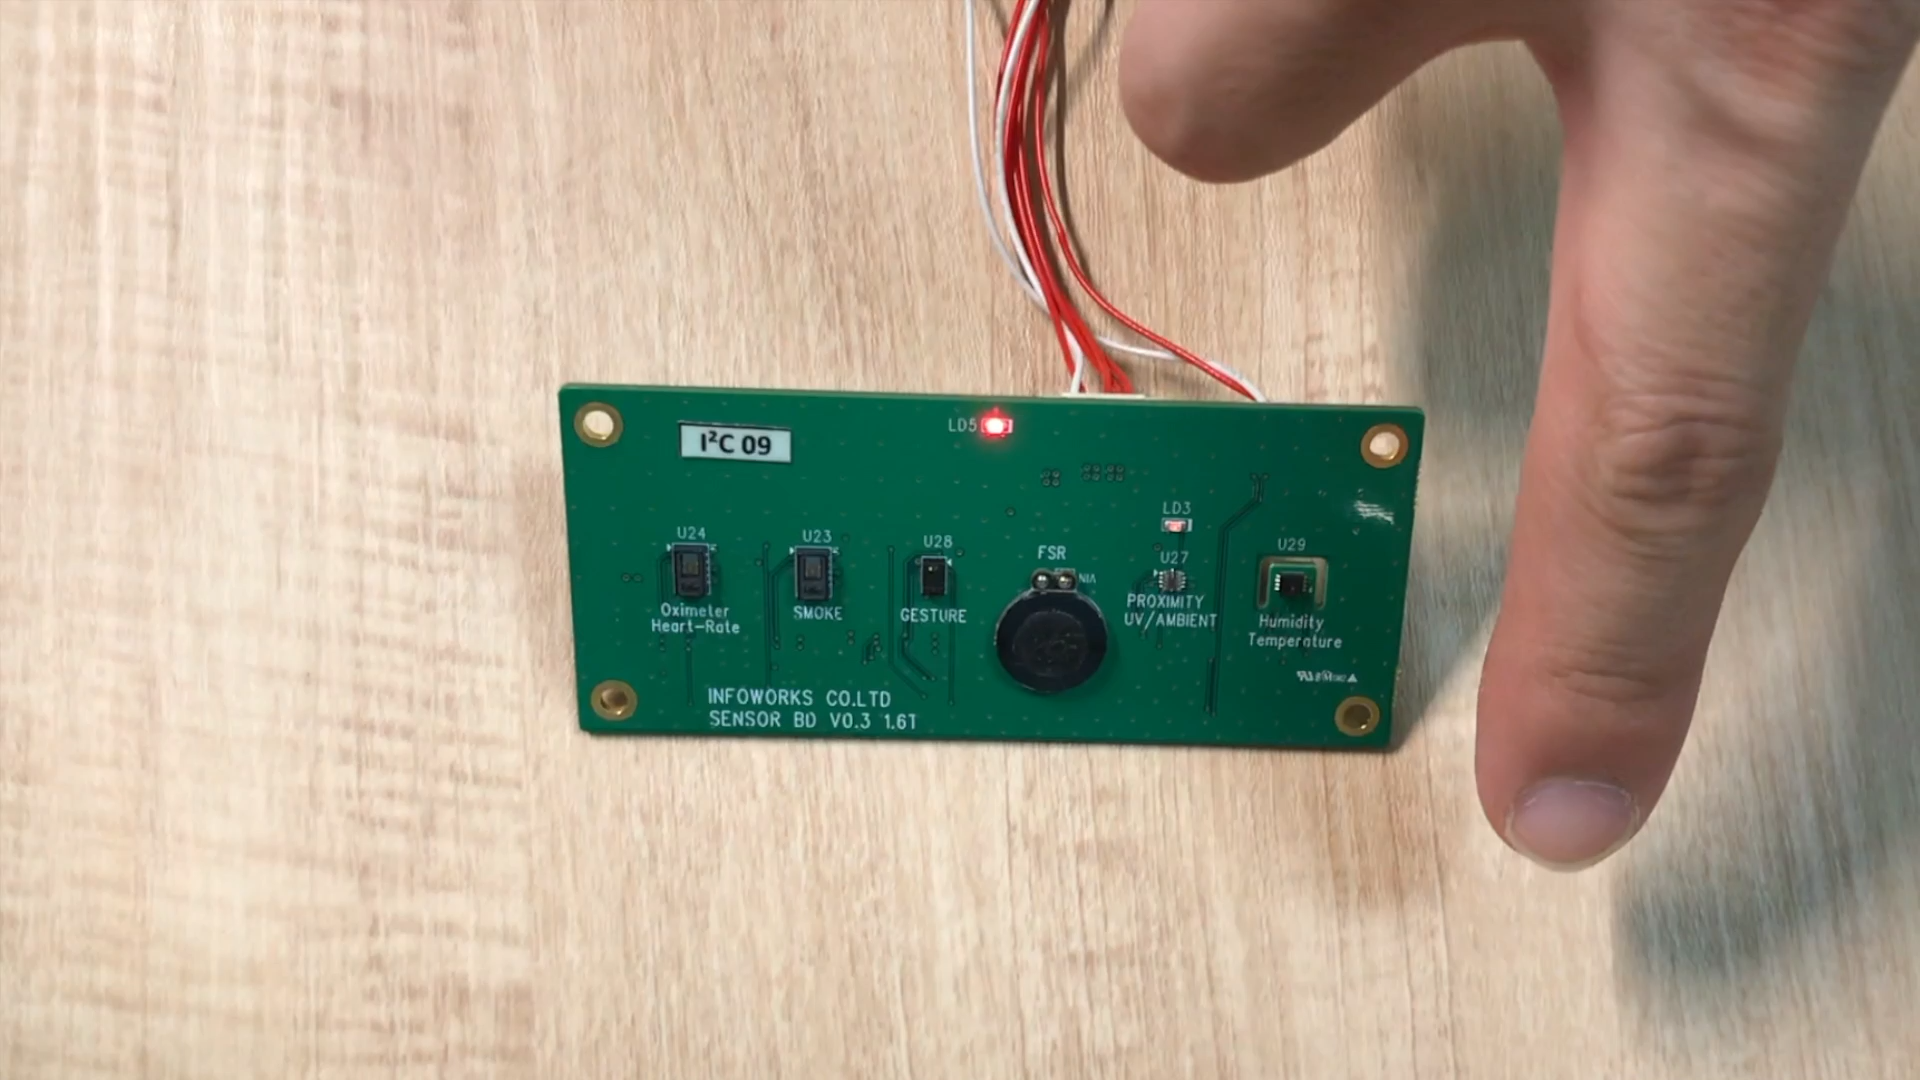 I²C 09
LD5
LD3
U24
U23
U28
FSR
U27
U29
VIN
Oximeter
Heart-Rate
SMOKE
GESTURE
PROXIMITY
UV/AMBIENT
Humidity
Temperature
INFOWORKS CO.LTD
SENSOR BD V0.3 1.6T